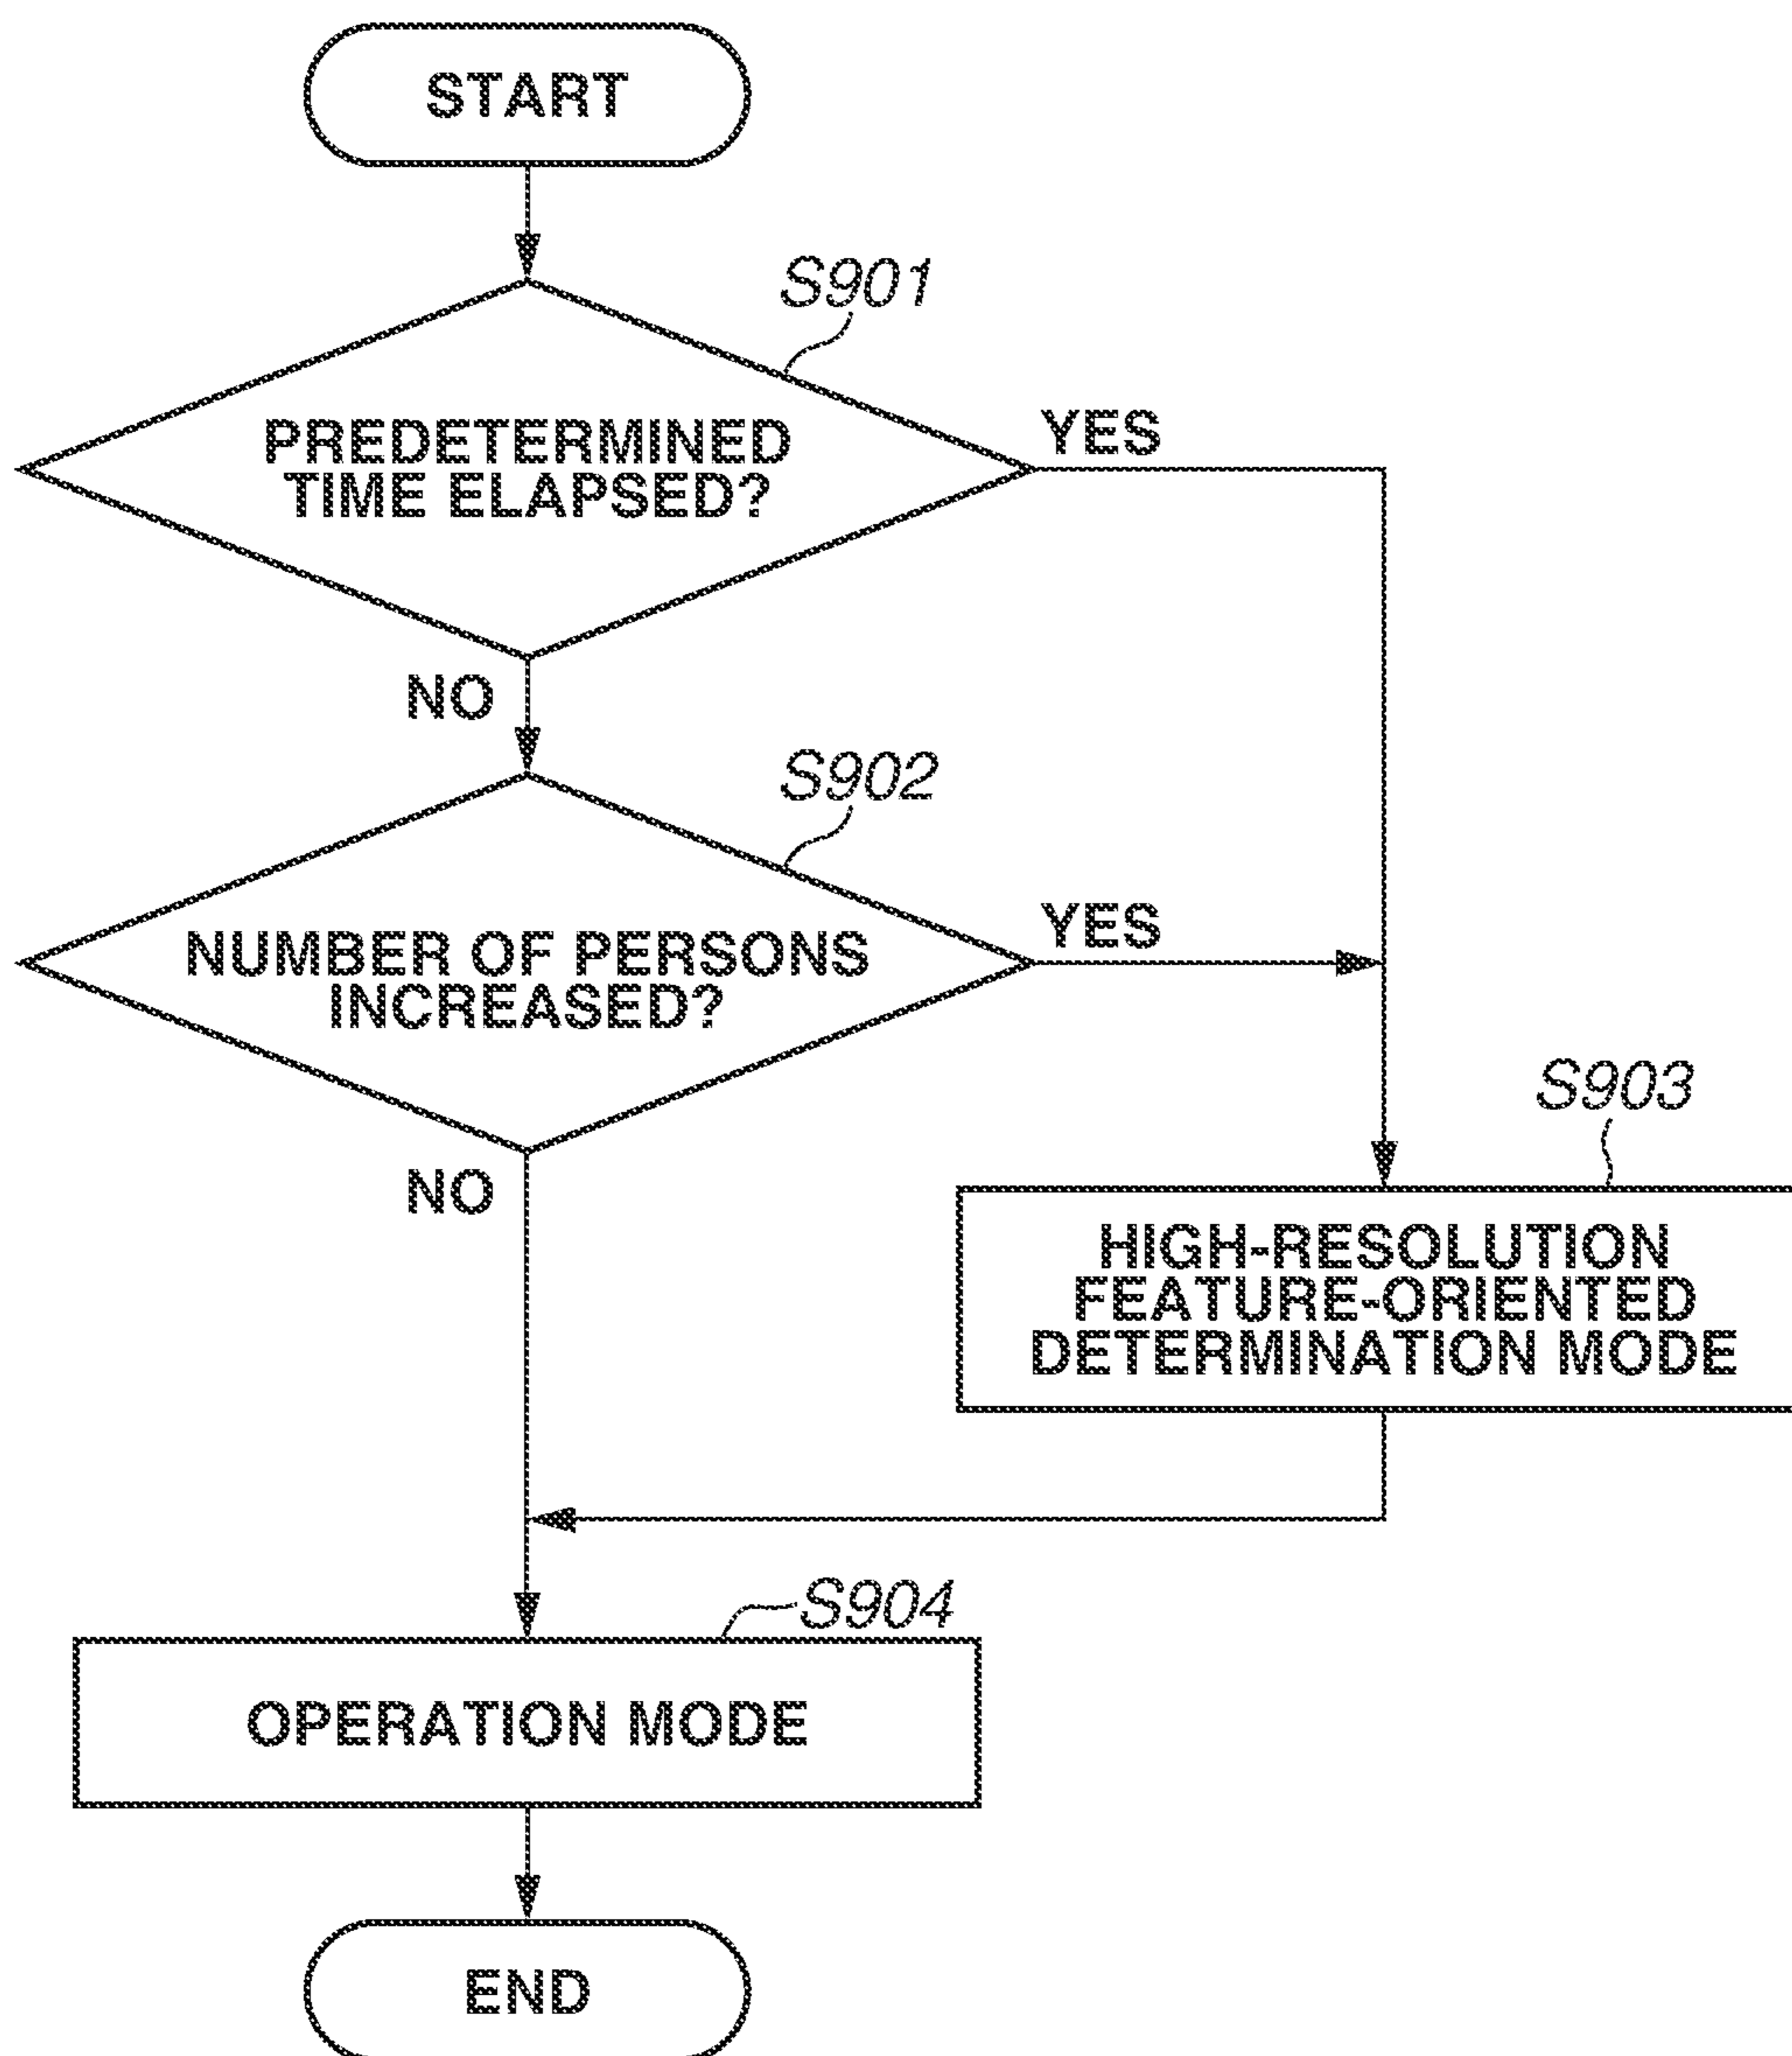 START
S901
PREDETERMINED
TIME ELAPSED?
YES
NO
S902
NUMBER OF PERSONS
INCREASED?
YES
NO
S903
HIGH-RESOLUTION
FEATURE-ORIENTED
DETERMINATION MODE
S904
OPERATION MODE
END